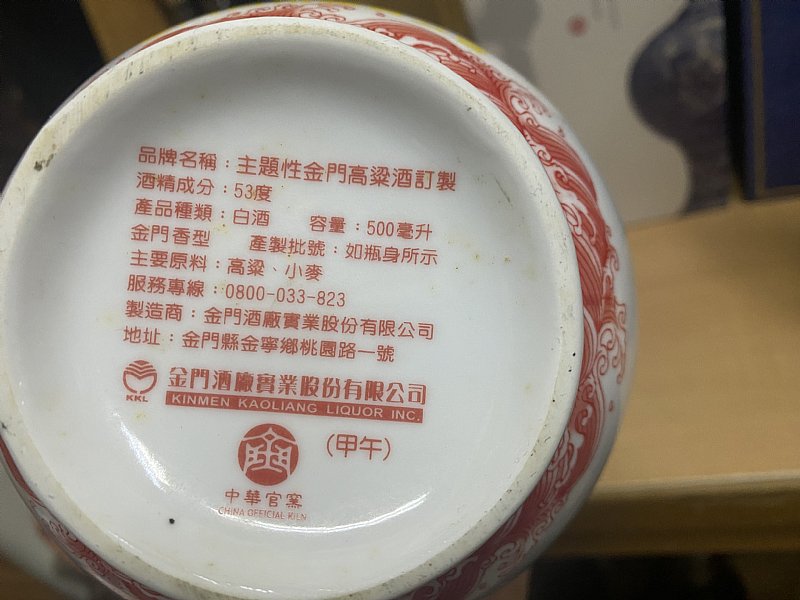 品牌名稱：主題性金門高粱酒訂製
酒精成分：53度
產品種類：白酒　容量：500毫升
金門香型　產製批號：如瓶身所示
主要原料：高粱、小麥
服務專線：0800-033-823
製造商：金門酒廠實業股份有限公司
地址：金門縣金寧鄉桃園路一號
KKL 金門酒廠實業股份有限公司
KINMEN KAOLIANG LIQUOR INC.
(甲午)
中華官窯
CHINA OFFICIAL KILN